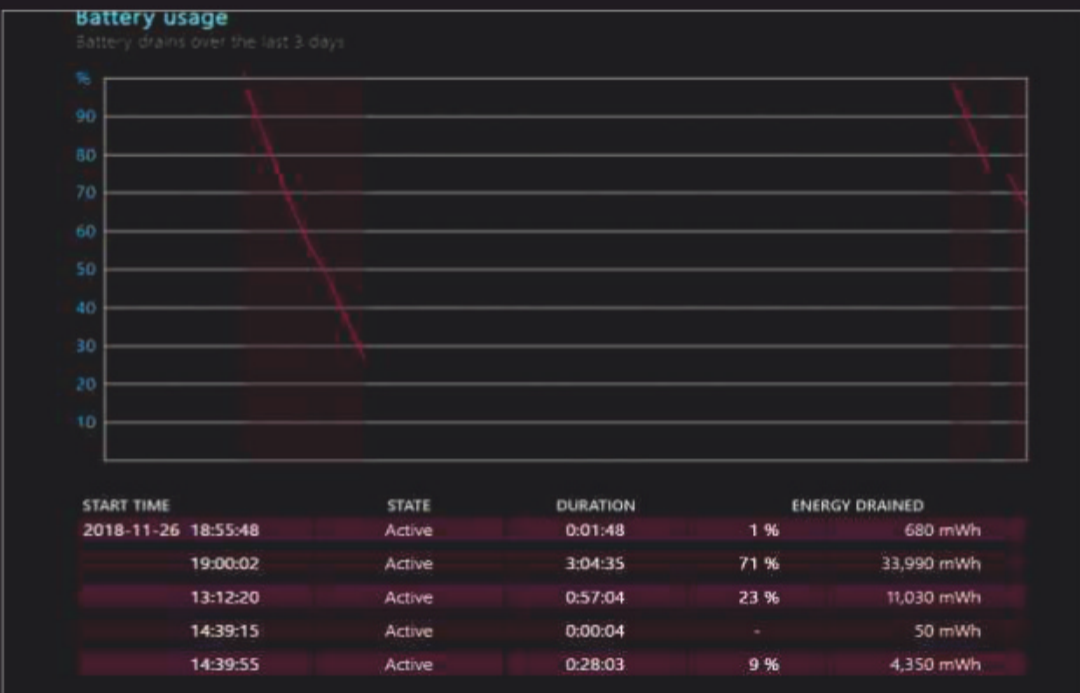 Battery usage
Battery drains over the last 3 days
%
90
80
70
60
50
40
30
20
10
START TIME STATE DURATION ENERGY DRAINED
2018-11-26 18:55:48 Active 0:01:48 1 % 680 mWh
19:00:02 Active 3:04:35 71 % 33,990 mWh
13:12:20 Active 0:57:04 23 % 11,030 mWh
14:39:15 Active 0:00:04 - 50 mWh
14:39:55 Active 0:28:03 9 % 4,350 mWh